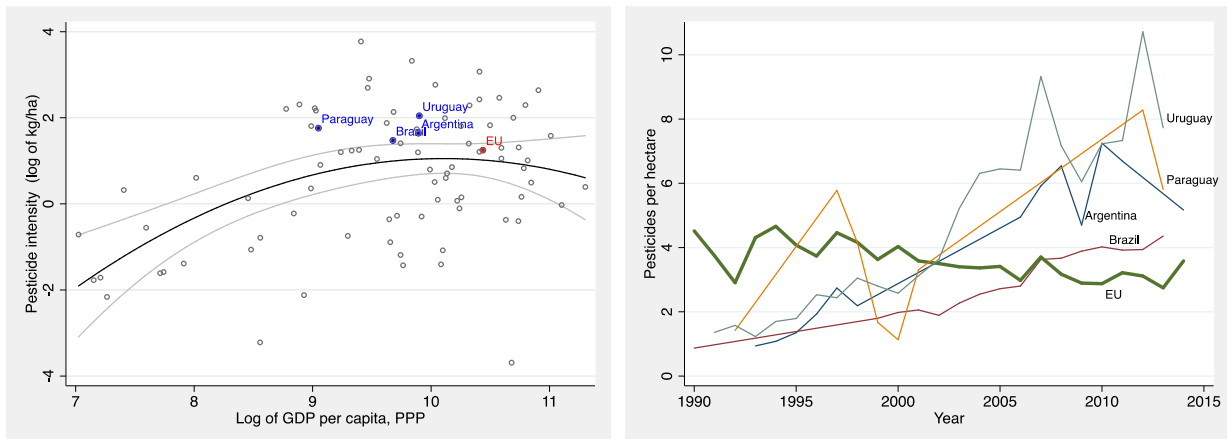 Pesticide intensity (log of kg/ha)
4
2
0
-2
-4
Uruguay
Paraguay
Argentina
Brazil
EU
7
8
9
10
11
Log of GDP per capita, PPP
Pesticides per hectare
10
8
6
4
2
0
Uruguay
Paraguay
Argentina
Brazil
EU
1990
1995
2000
2005
2010
2015
Year